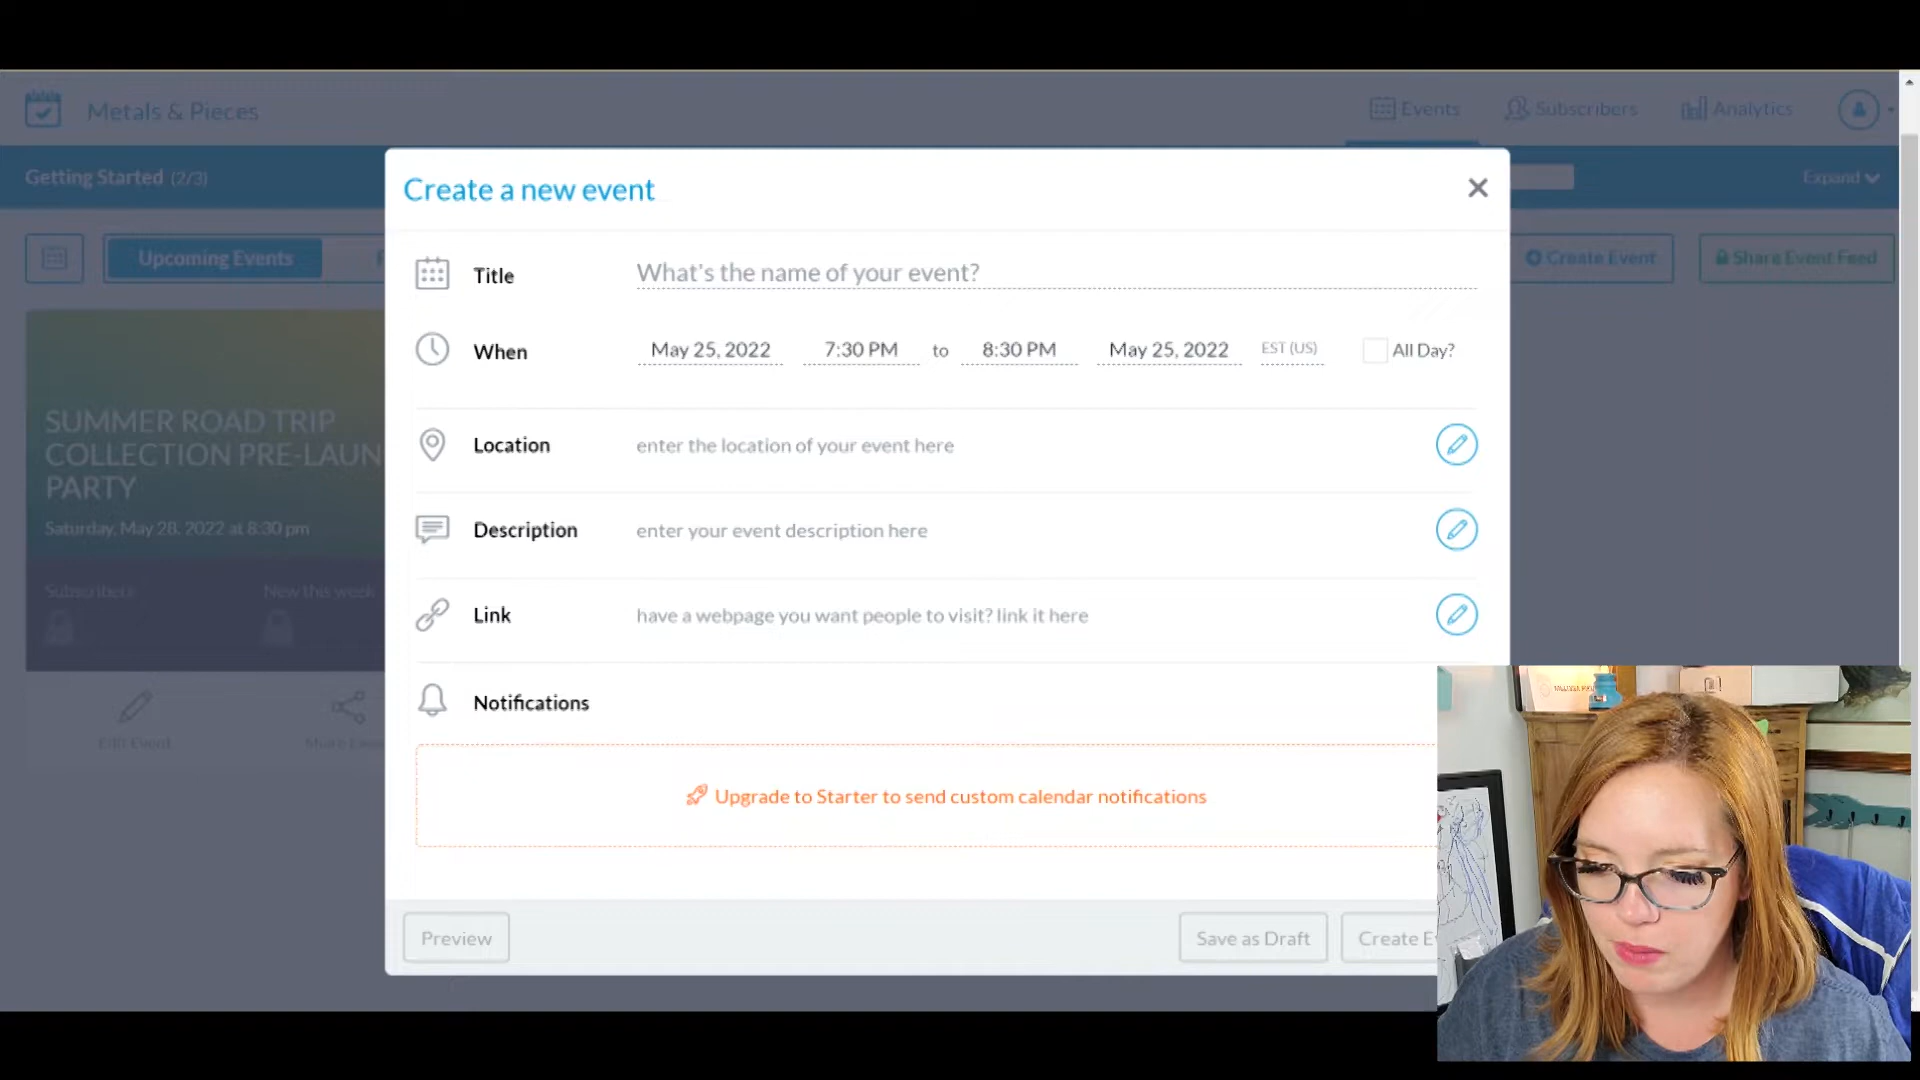 Metals & Pieces
Events
Subscribers
Analytics
Getting Started (2/3)
Expand
Create a new event
Upcoming Events
Create Event
Share Event Feed
Title
What's the name of your event?
When
May 25, 2022
7:30 PM
to
8:30 PM
May 25, 2022
EST (US)
All Day?
SUMMER ROAD TRIP
COLLECTION PRE-LAUN
PARTY
Saturday, May 28, 2022 at 8:30 pm
Location
enter the location of your event here
Description
enter your event description here
Subscribers
New this week
Link
have a webpage you want people to visit? link it here
Notifications
Edit Event
Share Even
Upgrade to Starter to send custom calendar notifications
Preview
Save as Draft
Create E